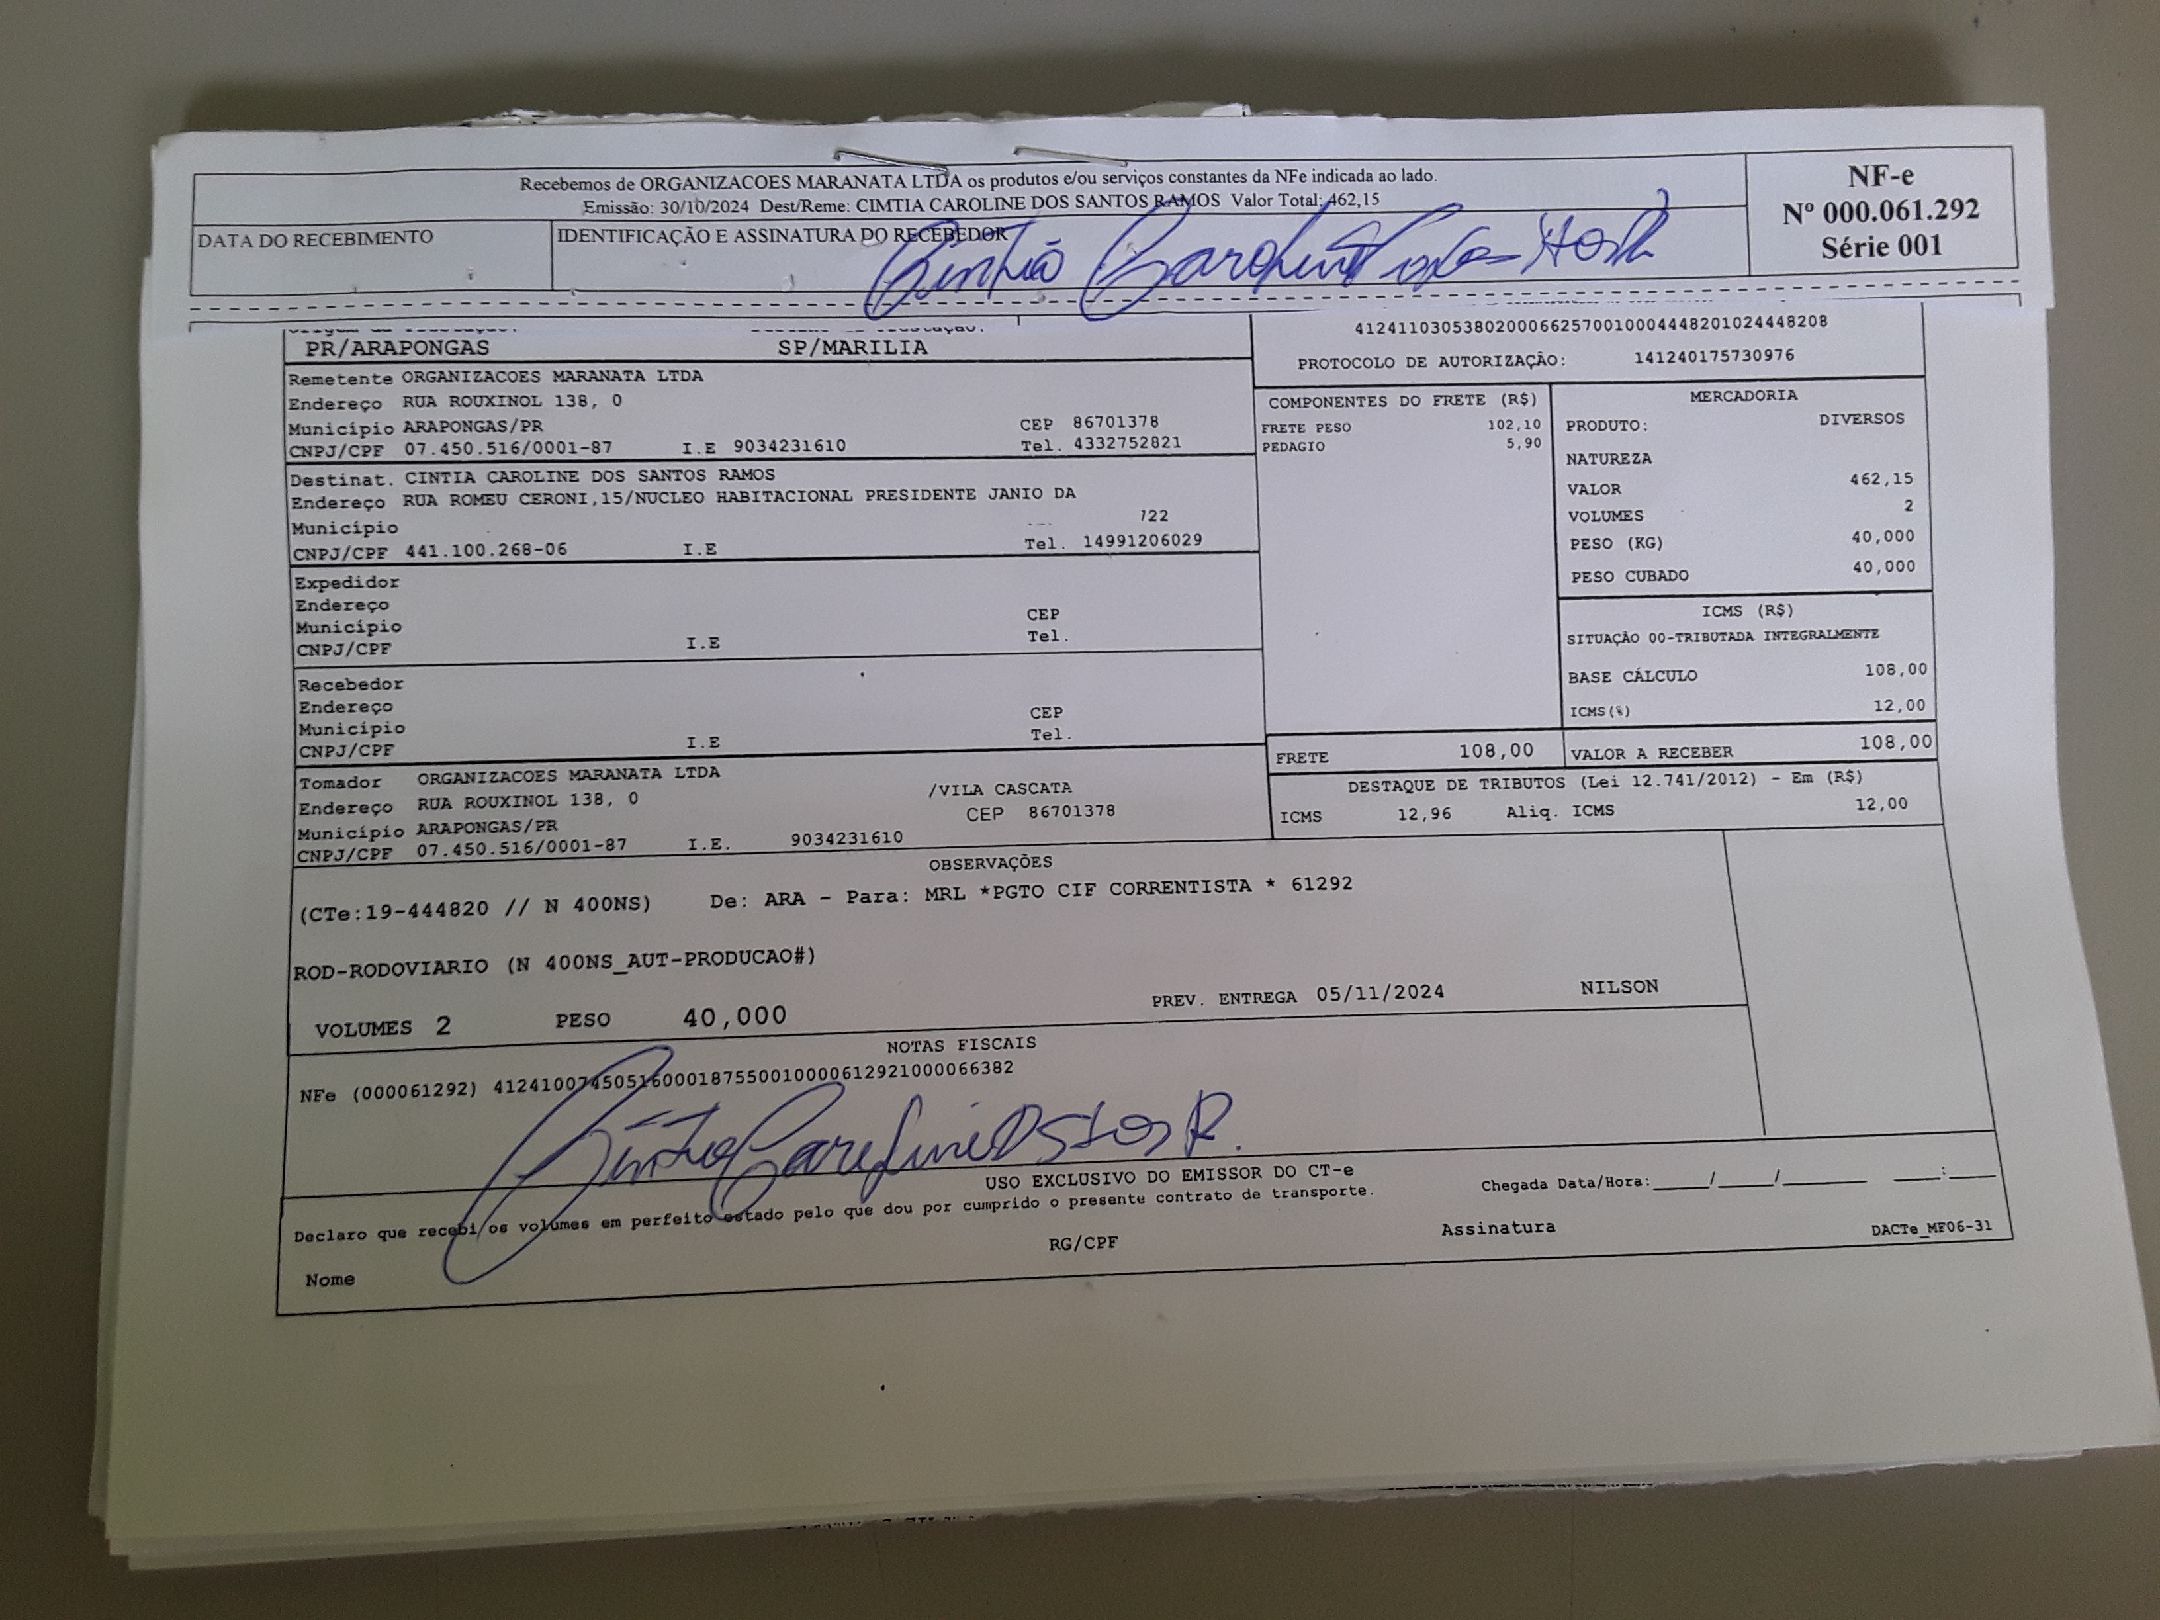 Recebemos de ORGANIZACOES MARANATA LTDA os produtos e/ou serviços constantes da NFe indicada ao lado.
Emissão: 30/10/2024 Dest/Reme: CIMTIA CAROLINE DOS SANTOS RAMOS Valor Total: 462,15
NF-e
Nº 000.061.292
Série 001
DATA DO RECEBIMENTO
IDENTIFICAÇÃO E ASSINATURA DO RECEBEDOR
PR/ARAPONGAS SP/MARILIA
41241103053802000662570010004448201024448208
PROTOCOLO DE AUTORIZAÇÃO: 141240175730976
Remetente ORGANIZACOES MARANATA LTDA
Endereço RUA ROUXINOL 138, 0
Município ARAPONGAS/PR CEP 86701378
CNPJ/CPF 07.450.516/0001-87 I.E 9034231610 Tel. 4332752821
Destinat. CINTIA CAROLINE DOS SANTOS RAMOS
Endereço RUA ROMEU CERONI,15/NUCLEO HABITACIONAL PRESIDENTE JANIO DA
Município 722
CNPJ/CPF 441.100.268-06 I.E Tel. 14991206029
Expedidor
Endereço CEP
Município Tel.
CNPJ/CPF I.E
Recebedor
Endereço CEP
Município Tel.
CNPJ/CPF I.E
Tomador ORGANIZACOES MARANATA LTDA /VILA CASCATA
Endereço RUA ROUXINOL 138, 0 CEP 86701378
Município ARAPONGAS/PR
CNPJ/CPF 07.450.516/0001-87 I.E. 9034231610
COMPONENTES DO FRETE (R$)
FRETE PESO 102,10
PEDAGIO 5,90
MERCADORIA
PRODUTO: DIVERSOS
NATUREZA
VALOR 462,15
VOLUMES 2
PESO (KG) 40,000
PESO CUBADO 40,000
ICMS (R$)
SITUAÇÃO 00-TRIBUTADA INTEGRALMENTE
BASE CÁLCULO 108,00
ICMS(%) 12,00
FRETE 108,00 VALOR A RECEBER 108,00
DESTAQUE DE TRIBUTOS (Lei 12.741/2012) - Em (R$)
ICMS 12,96 Aliq. ICMS 12,00
OBSERVAÇÕES
(CTe:19-444820 // N 400NS) De: ARA - Para: MRL *PGTO CIF CORRENTISTA * 61292
ROD-RODOVIARIO (N 400NS_AUT-PRODUCAO#)
VOLUMES 2 PESO 40,000 PREV. ENTREGA 05/11/2024 NILSON
NOTAS FISCAIS
NFe (000061292) 41241007450516000187550010000612921000066382
USO EXCLUSIVO DO EMISSOR DO CT-e
Declaro que recebi os volumes em perfeito estado pelo que dou por cumprido o presente contrato de transporte.
Chegada Data/Hora:_____/_____/_______ ____:____
Nome RG/CPF Assinatura DACTe_MF06-31